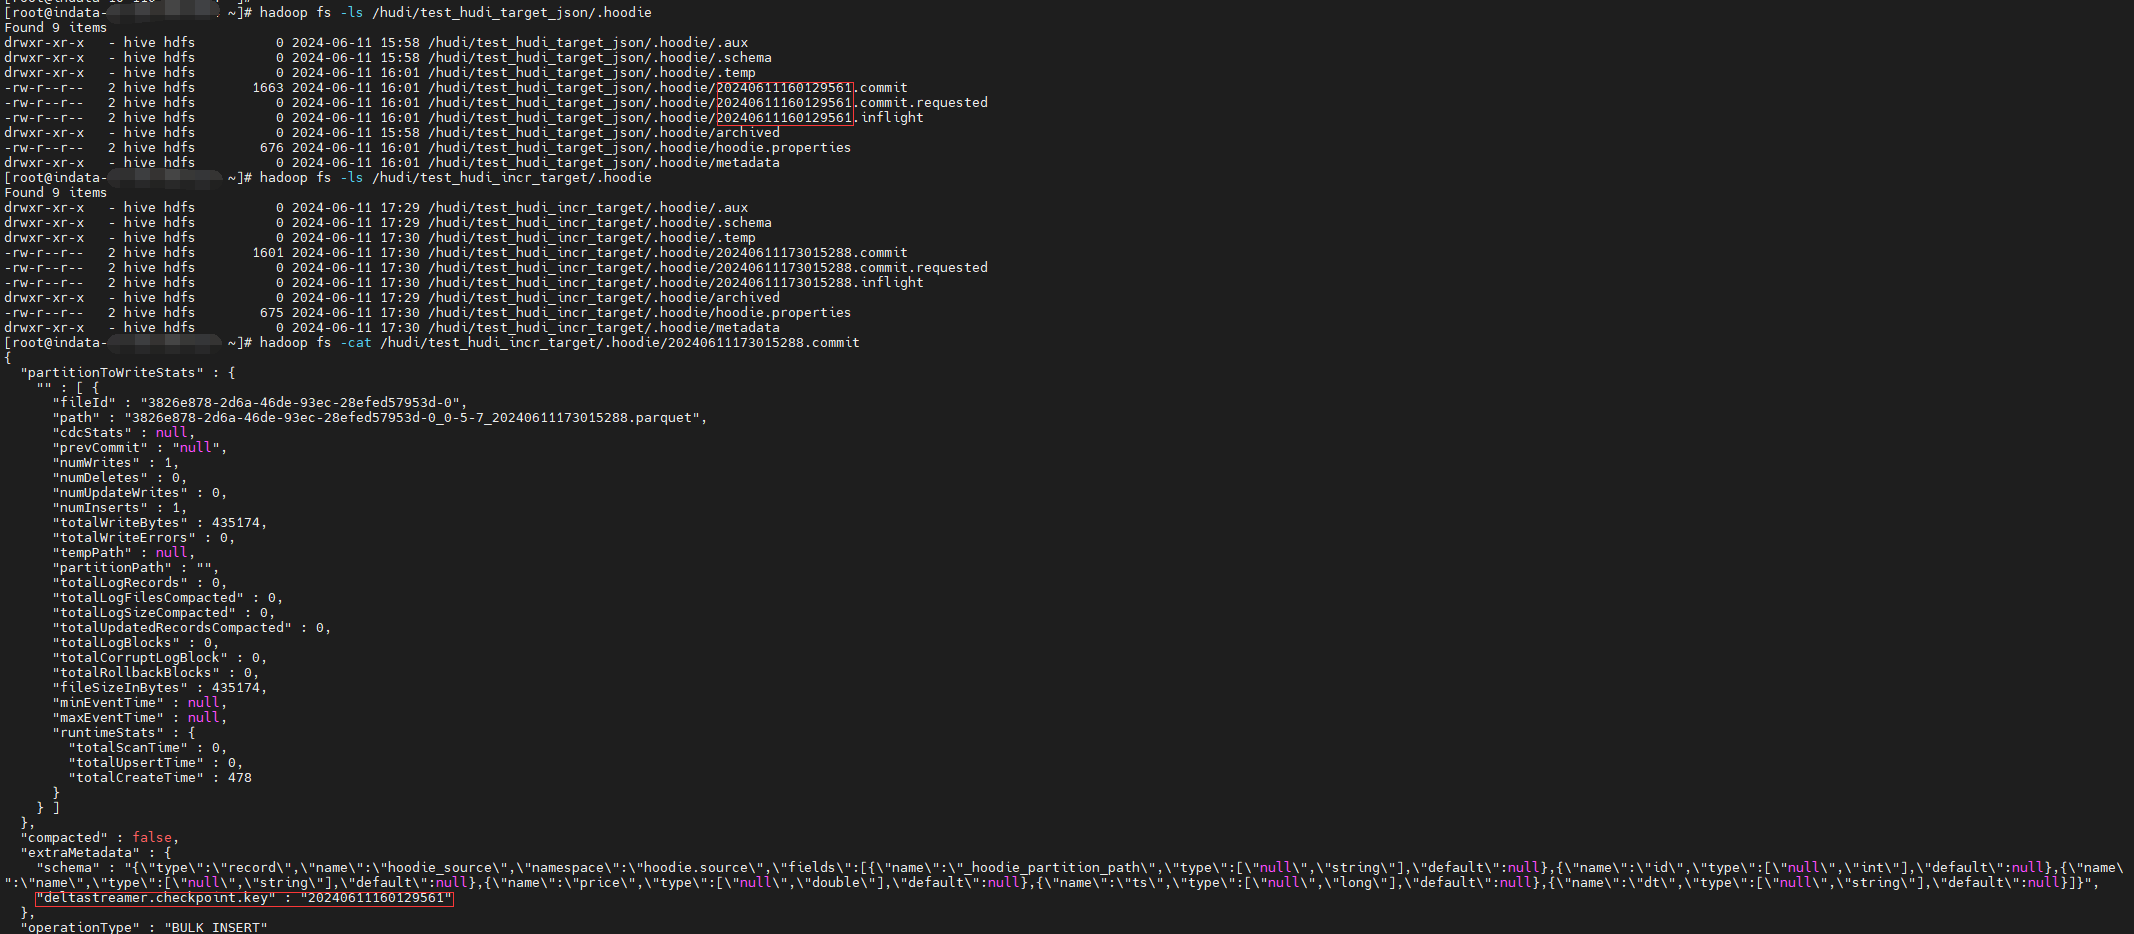 [root@indata- ~]# hadoop fs -ls /hudi/test_hudi_target_json/.hoodie
Found 9 items
drwxr-xr-x   - hive hdfs          0 2024-06-11 15:58 /hudi/test_hudi_target_json/.hoodie/.aux
drwxr-xr-x   - hive hdfs          0 2024-06-11 15:58 /hudi/test_hudi_target_json/.hoodie/.schema
drwxr-xr-x   - hive hdfs          0 2024-06-11 16:01 /hudi/test_hudi_target_json/.hoodie/.temp
-rw-r--r--   2 hive hdfs       1663 2024-06-11 16:01 /hudi/test_hudi_target_json/.hoodie/20240611160129561.commit
-rw-r--r--   2 hive hdfs          0 2024-06-11 16:01 /hudi/test_hudi_target_json/.hoodie/20240611160129561.commit.requested
-rw-r--r--   2 hive hdfs          0 2024-06-11 16:01 /hudi/test_hudi_target_json/.hoodie/20240611160129561.inflight
drwxr-xr-x   - hive hdfs          0 2024-06-11 15:58 /hudi/test_hudi_target_json/.hoodie/archived
-rw-r--r--   2 hive hdfs        676 2024-06-11 16:01 /hudi/test_hudi_target_json/.hoodie/hoodie.properties
drwxr-xr-x   - hive hdfs          0 2024-06-11 16:01 /hudi/test_hudi_target_json/.hoodie/metadata
[root@indata- ~]# hadoop fs -ls /hudi/test_hudi_incr_target/.hoodie
Found 9 items
drwxr-xr-x   - hive hdfs          0 2024-06-11 17:29 /hudi/test_hudi_incr_target/.hoodie/.aux
drwxr-xr-x   - hive hdfs          0 2024-06-11 17:29 /hudi/test_hudi_incr_target/.hoodie/.schema
drwxr-xr-x   - hive hdfs          0 2024-06-11 17:30 /hudi/test_hudi_incr_target/.hoodie/.temp
-rw-r--r--   2 hive hdfs       1601 2024-06-11 17:30 /hudi/test_hudi_incr_target/.hoodie/20240611173015288.commit
-rw-r--r--   2 hive hdfs          0 2024-06-11 17:30 /hudi/test_hudi_incr_target/.hoodie/20240611173015288.commit.requested
-rw-r--r--   2 hive hdfs          0 2024-06-11 17:30 /hudi/test_hudi_incr_target/.hoodie/20240611173015288.inflight
drwxr-xr-x   - hive hdfs          0 2024-06-11 17:29 /hudi/test_hudi_incr_target/.hoodie/archived
-rw-r--r--   2 hive hdfs        675 2024-06-11 17:30 /hudi/test_hudi_incr_target/.hoodie/hoodie.properties
drwxr-xr-x   - hive hdfs          0 2024-06-11 17:30 /hudi/test_hudi_incr_target/.hoodie/metadata
[root@indata- ~]# hadoop fs -cat /hudi/test_hudi_incr_target/.hoodie/20240611173015288.commit
{
  "partitionToWriteStats" : {
    "" : [ {
      "fileId" : "3826e878-2d6a-46de-93ec-28efed57953d-0",
      "path" : "3826e878-2d6a-46de-93ec-28efed57953d-0_0-5-7_20240611173015288.parquet",
      "cdcStats" : null,
      "prevCommit" : "null",
      "numWrites" : 1,
      "numDeletes" : 0,
      "numUpdateWrites" : 0,
      "numInserts" : 1,
      "totalWriteBytes" : 435174,
      "totalWriteErrors" : 0,
      "tempPath" : null,
      "partitionPath" : "",
      "totalLogRecords" : 0,
      "totalLogFilesCompacted" : 0,
      "totalLogSizeCompacted" : 0,
      "totalUpdatedRecordsCompacted" : 0,
      "totalLogBlocks" : 0,
      "totalCorruptLogBlock" : 0,
      "totalRollbackBlocks" : 0,
      "fileSizeInBytes" : 435174,
      "minEventTime" : null,
      "maxEventTime" : null,
      "runtimeStats" : {
        "totalScanTime" : 0,
        "totalUpsertTime" : 0,
        "totalCreateTime" : 478
      }
    } ]
  },
  "compacted" : false,
  "extraMetadata" : {
    "schema" : "{\"type\":\"record\",\"name\":\"hoodie_source\",\"namespace\":\"hoodie.source\",\"fields\":[{\"name\":\"_hoodie_partition_path\",\"type\":[\"null\",\"string\"],\"default\":null},{\"name\":\"id\",\"type\":[\"null\",\"int\"],\"default\":null},{\"name\
":\"name\",\"type\":[\"null\",\"string\"],\"default\":null},{\"name\":\"price\",\"type\":[\"null\",\"double\"],\"default\":null},{\"name\":\"ts\",\"type\":[\"null\",\"long\"],\"default\":null},{\"name\":\"dt\",\"type\":[\"null\",\"string\"],\"default\":null}]}",
    "deltastreamer.checkpoint.key" : "20240611160129561"
  },
  "operationType" : "BULK_INSERT"